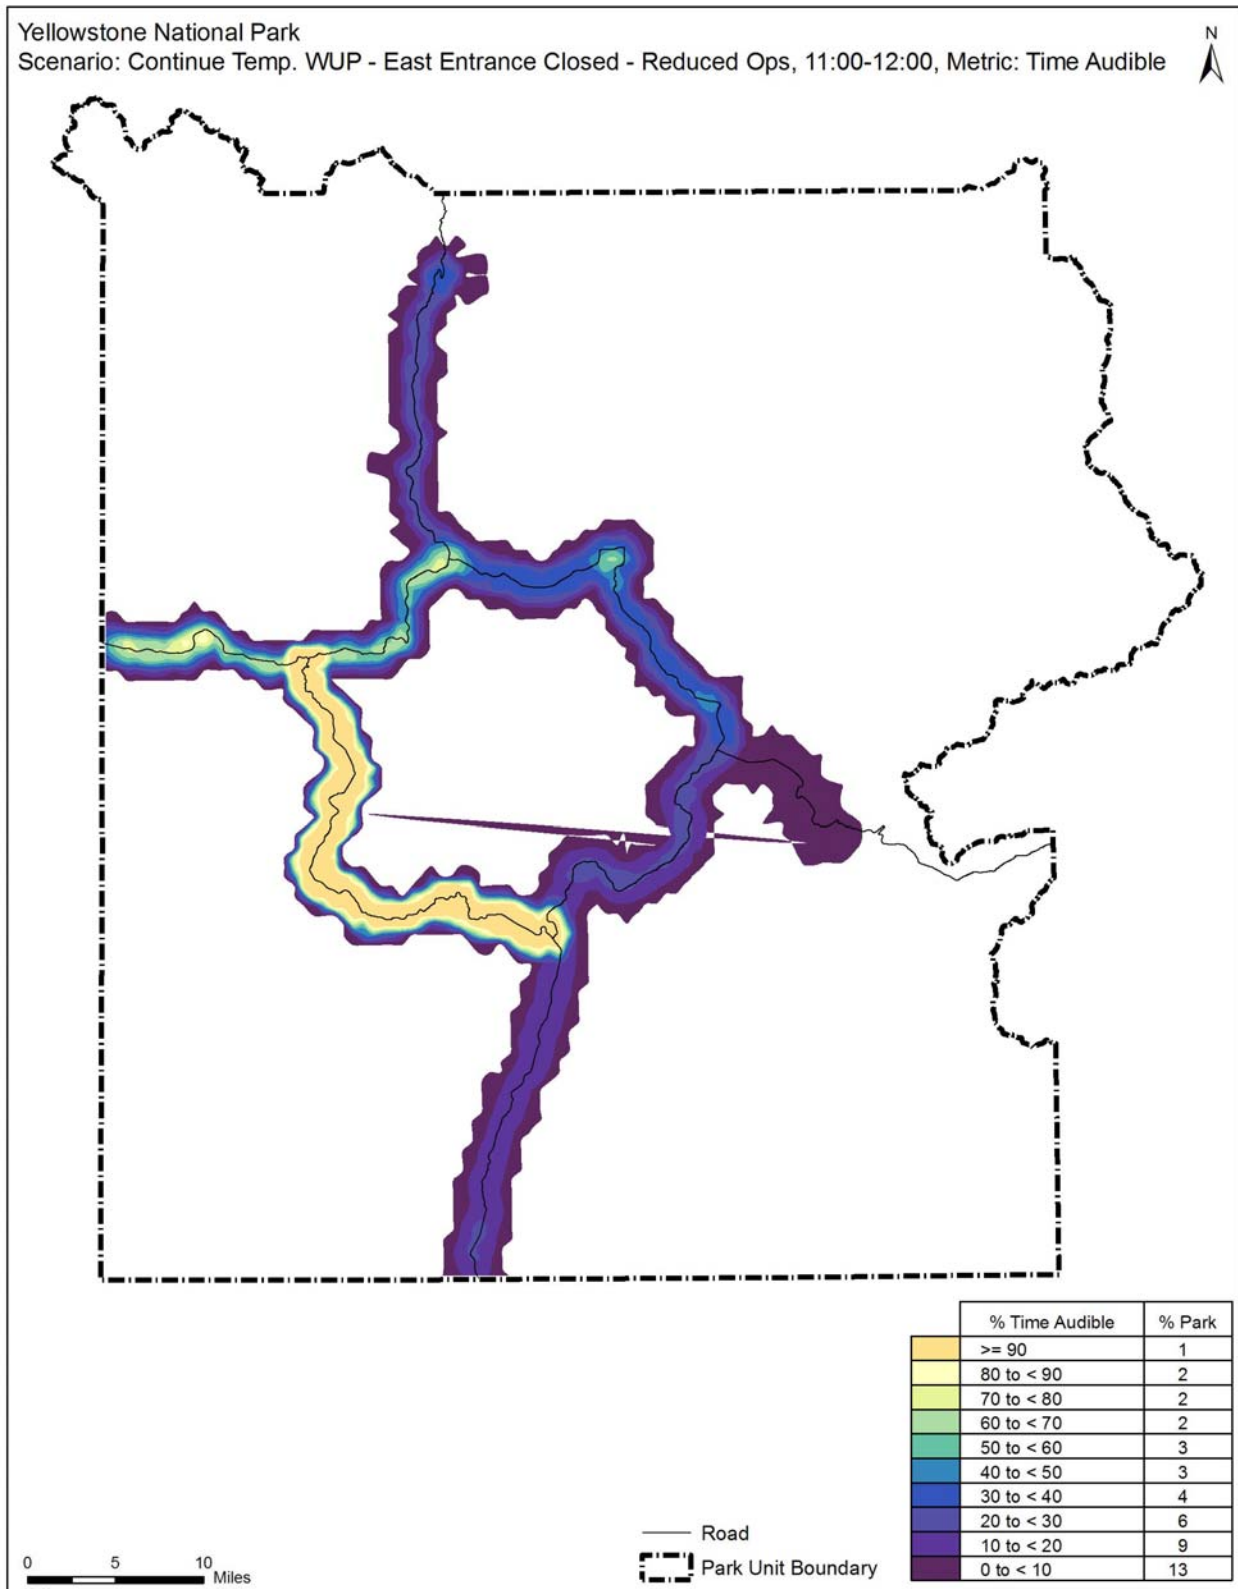 Yellowstone National Park
Scenario: Continue Temp. WUP - East Entrance Closed - Reduced Ops, 11:00-12:00, Metric: Time Audible
N
% Time Audible % Park
>= 90 1
80 to < 90 2
70 to < 80 2
60 to < 70 2
50 to < 60 3
40 to < 50 3
30 to < 40 4
20 to < 30 6
10 to < 20 9
0 to < 10 13
Road
Park Unit Boundary
0 5 10
Miles